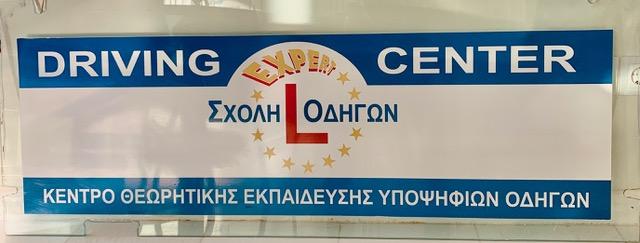 DRIVING CENTER
EXPERT
ΣΧΟΛΗ L ΟΔΗΓΩΝ
ΚΕΝΤΡΟ ΘΕΩΡΗΤΙΚΗΣ ΕΚΠΑΙΔΕΥΣΗΣ ΥΠΟΨΗΦΙΩΝ ΟΔΗΓΩΝ